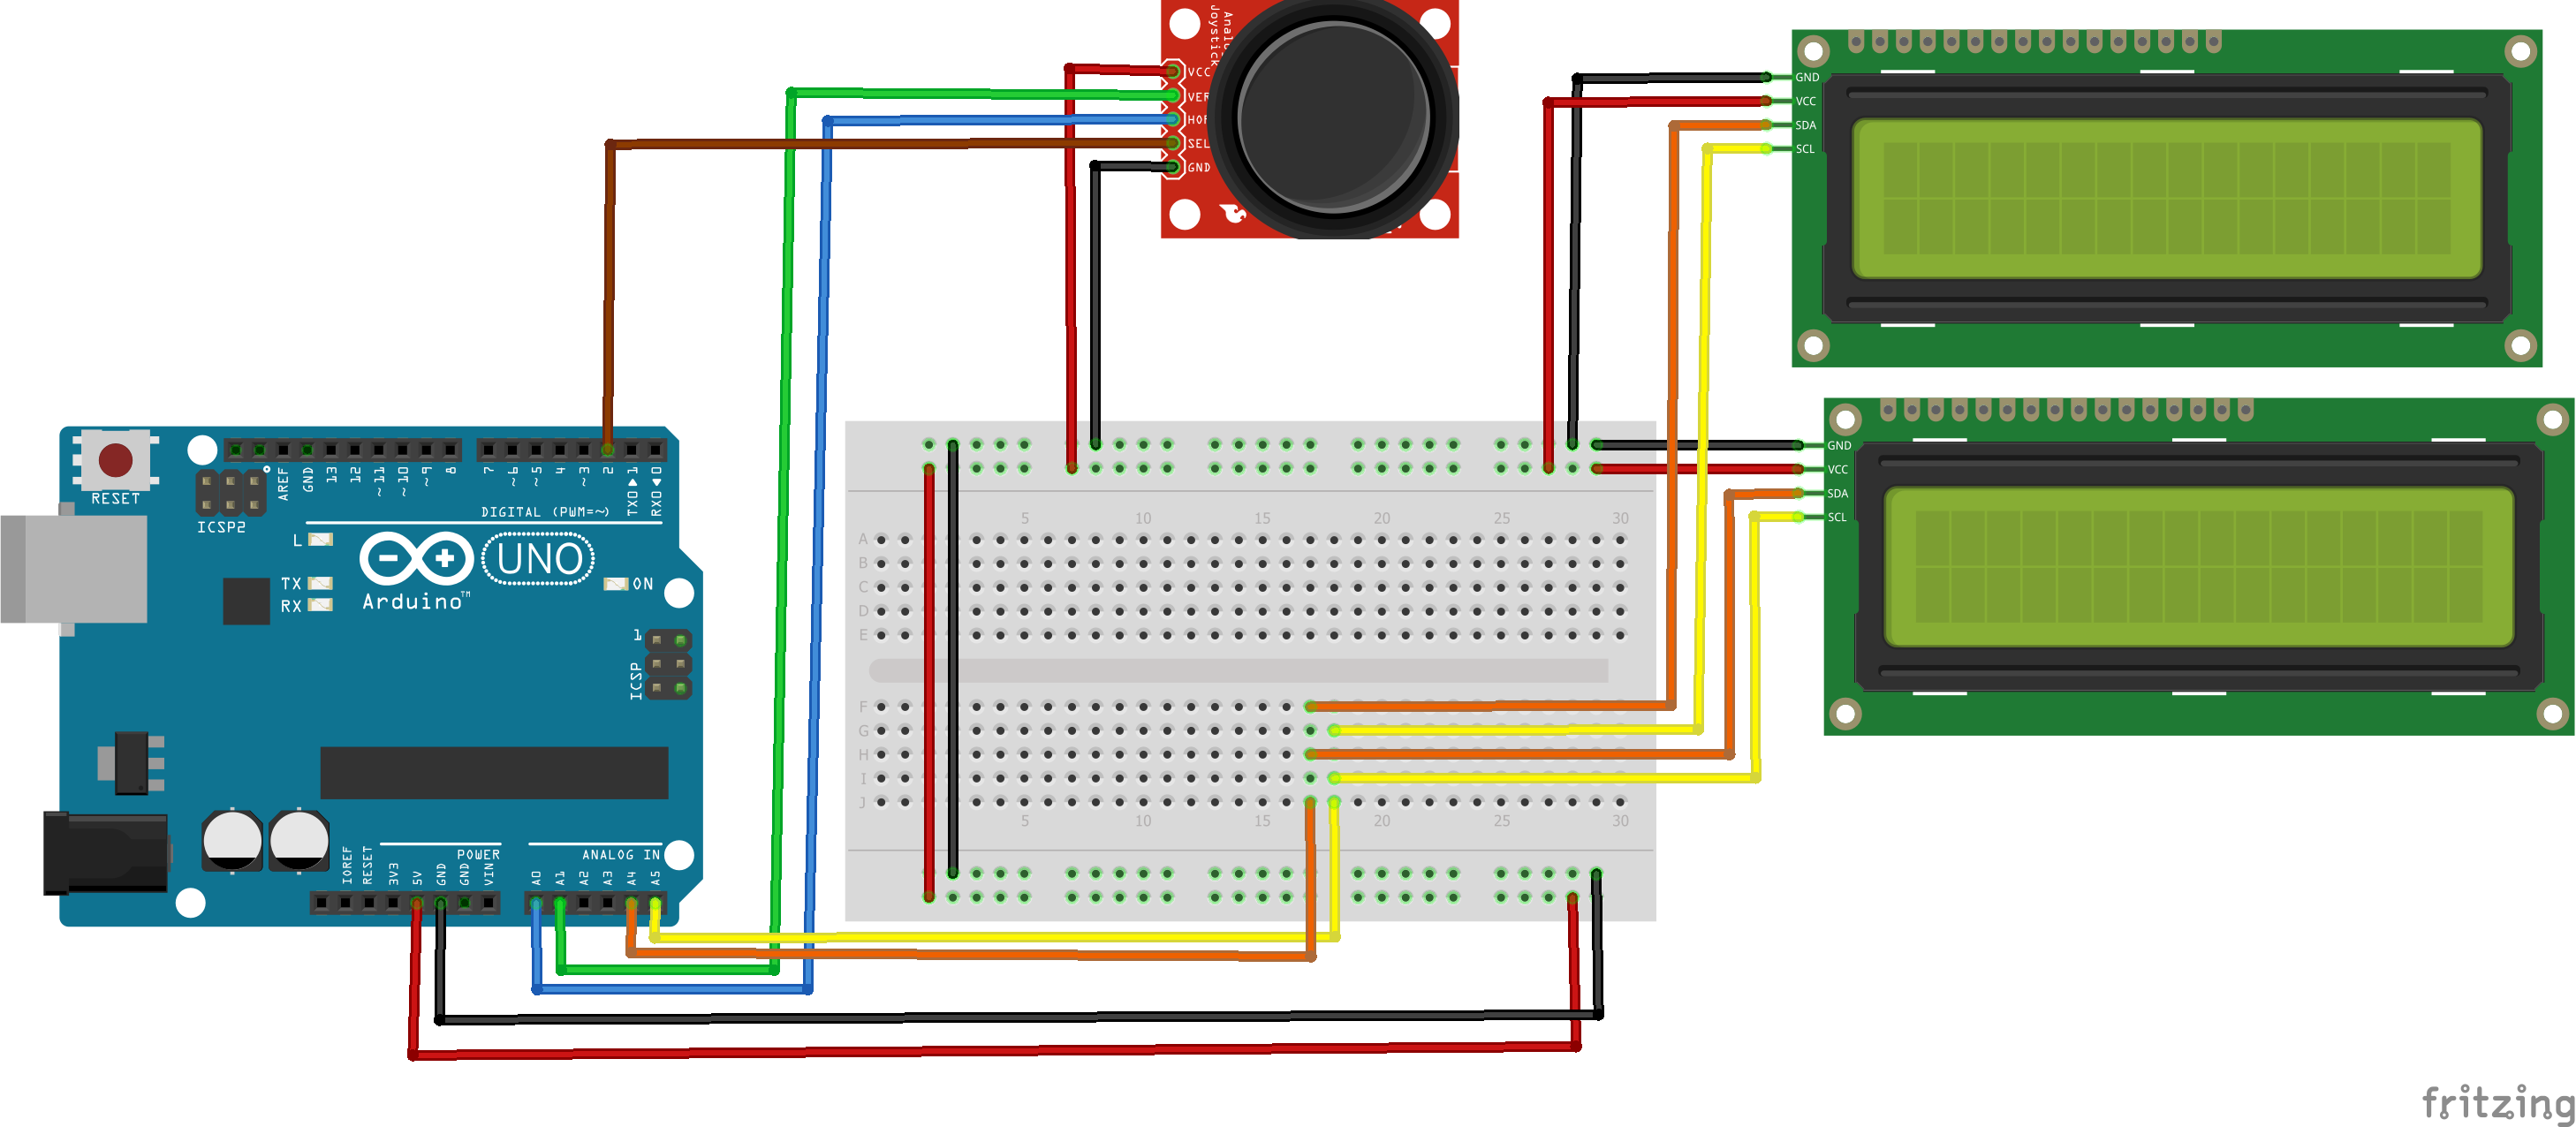 Analo
Joystick
VCC
VER
HOR
SEL
GND
GND
VCC
SDA
SCL
GND
VCC
SDA
SCL
RESET
ICSP2
AREF
GND
13
12
~11
~10
~9
8
7
~6
~5
4
~3
2
TX0▶1
RX0◀0
DIGITAL (PWM=~)
L
TX
RX
UNO
Arduino™
ON
1
ICSP
IOREF
RESET
3V3
5V
GND
GND
VIN
POWER
ANALOG IN
A0
A1
A2
A3
A4
A5
5 10 15 20 25 30
A
B
C
D
E
F
G
H
I
J
5 10 15 20 25 30
fritzing